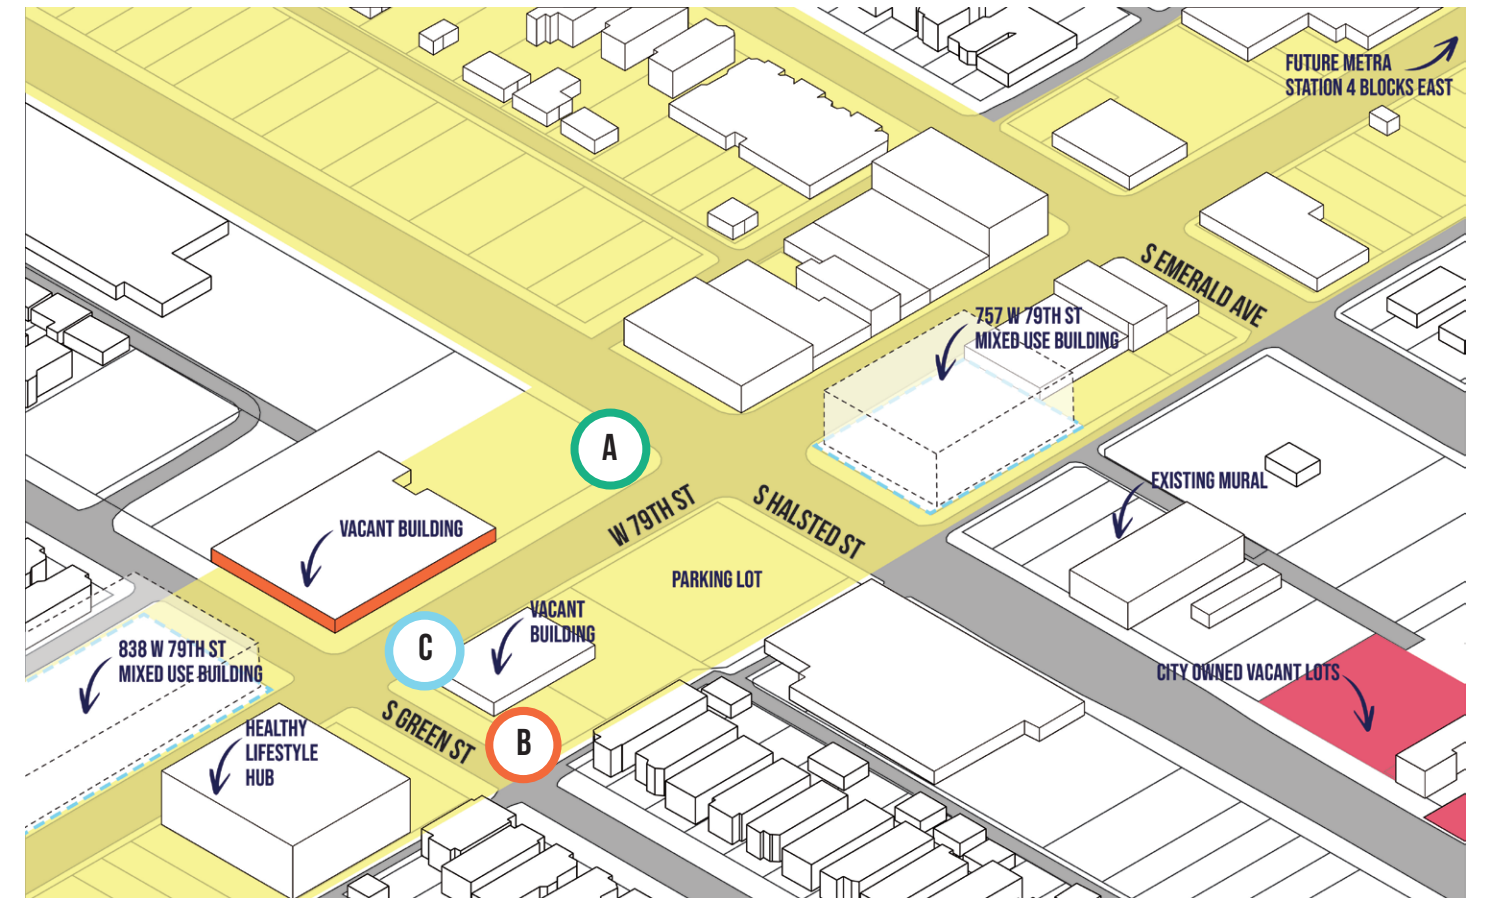 FUTURE METRA
STATION 4 BLOCKS EAST
S EMERALD AVE
757 W 79TH ST
MIXED USE BUILDING
A
EXISTING MURAL
W 79TH ST
S HALSTED ST
VACANT BUILDING
PARKING LOT
VACANT
BUILDING
C
838 W 79TH ST
MIXED USE BUILDING
CITY OWNED VACANT LOTS
S GREEN ST
B
HEALTHY
LIFESTYLE
HUB